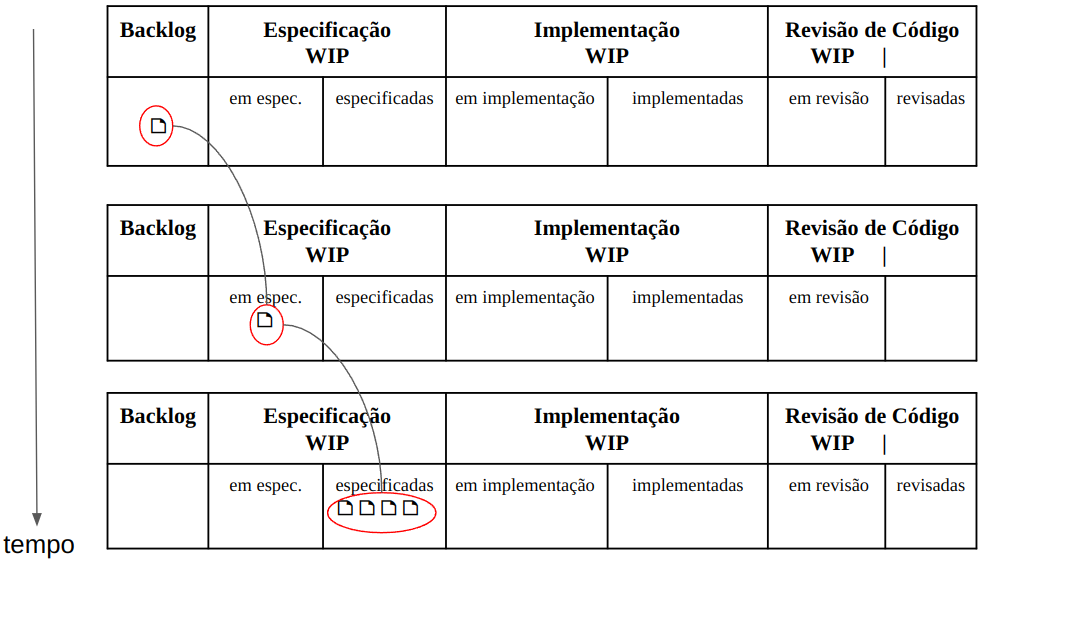 Backlog Especificação Implementação Revisão de Código
WIP WIP WIP |
em espec. especificadas em implementação implementadas em revisão revisadas
Backlog Especificação Implementação Revisão de Código
WIP WIP WIP |
em espec. especificadas em implementação implementadas em revisão
Backlog Especificação Implementação Revisão de Código
WIP WIP WIP |
em espec. especificadas em implementação implementadas em revisão revisadas
tempo